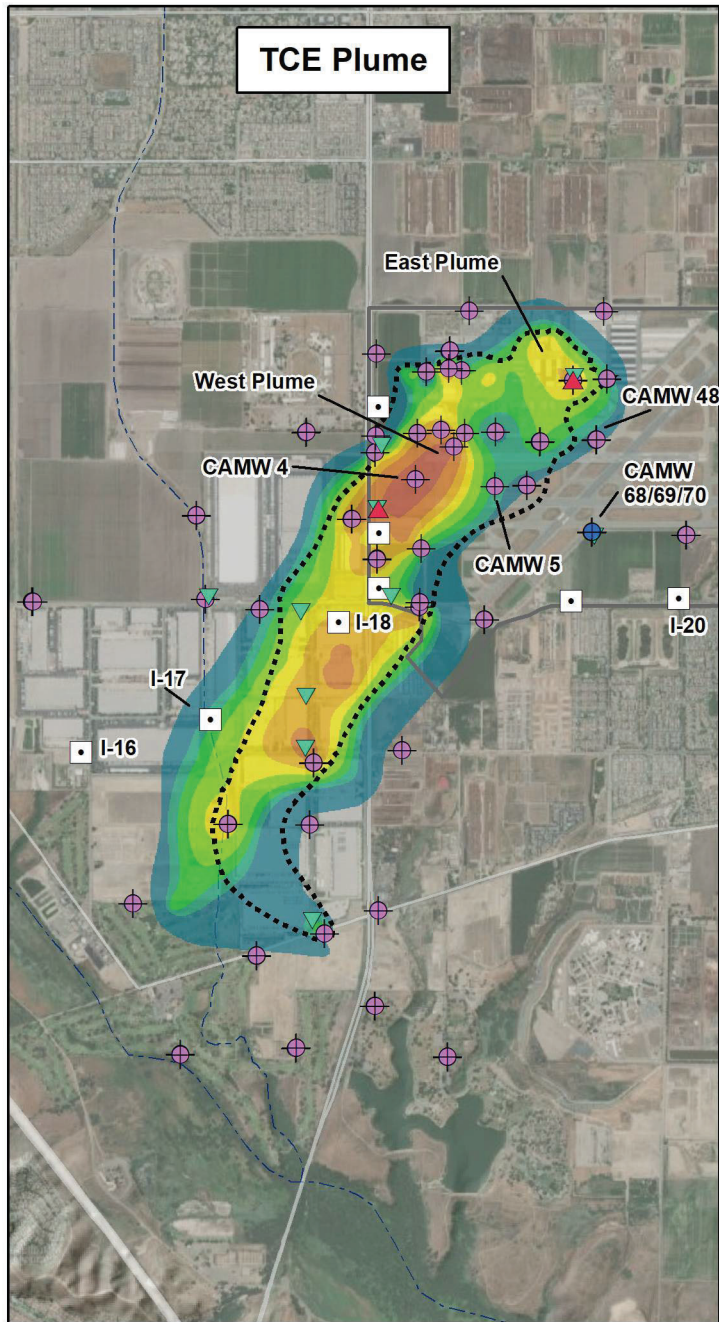 TCE Plume
East Plume
West Plume
CAMW 48
CAMW 4
CAMW
68/69/70
CAMW 5
I-18
I-20
I-17
I-16